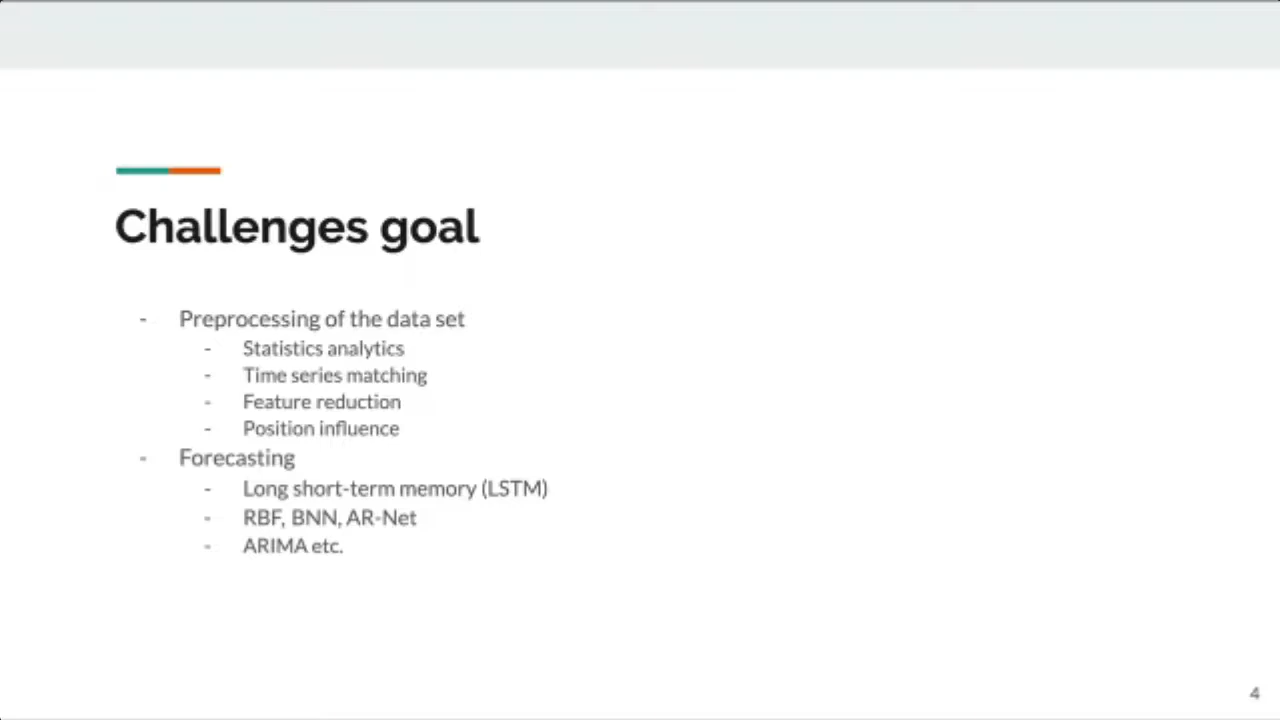 Challenges goal
- Preprocessing of the data set
- Statistics analytics
- Time series matching
- Feature reduction
- Position influence
- Forecasting
- Long short-term memory (LSTM)
- RBF, BNN, AR-Net
- ARIMA etc.
4